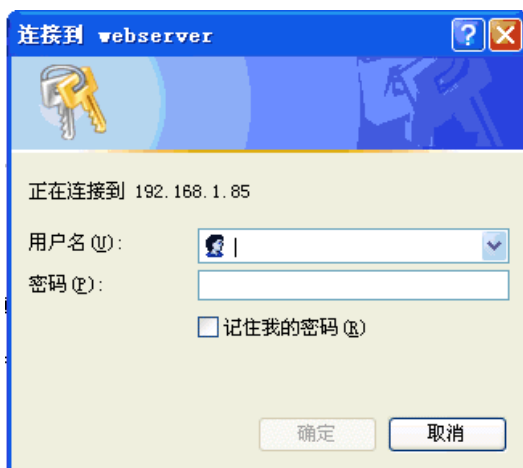 连接到 webserver
正在连接到 192.168.1.85
用户名(U):
密码(P):
记住我的密码(R)
确定 取消